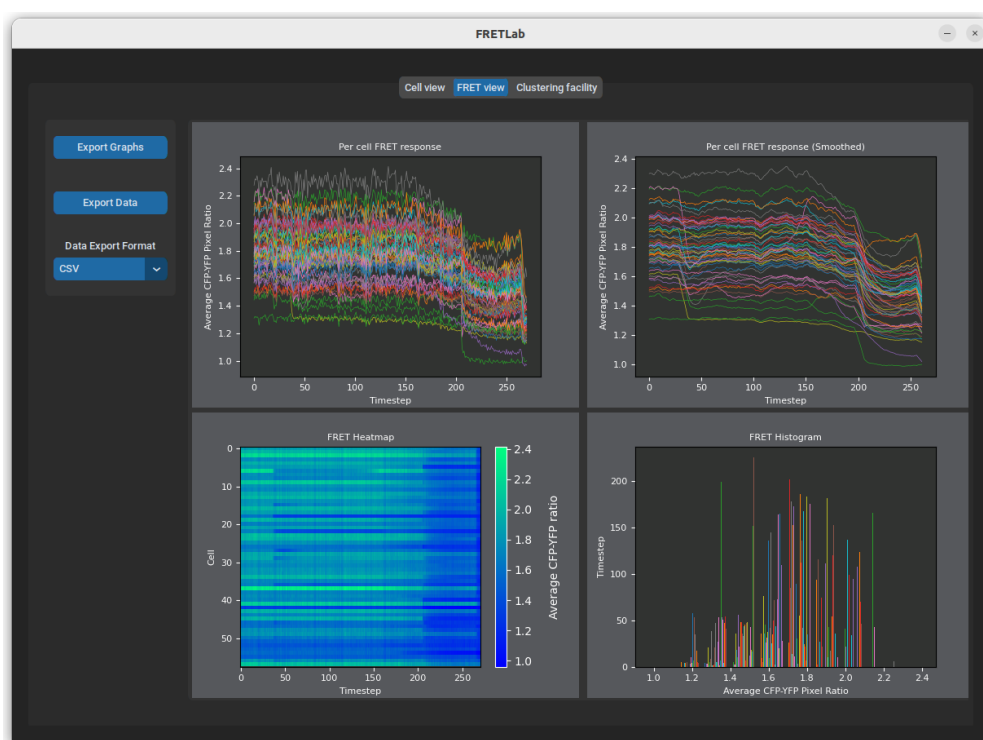 FRETLab
Cell view FRET view Clustering facility
Export Graphs
Export Data
Data Export Format
CSV
Per cell FRET response
2.4
2.2
2.0
1.8
1.6
1.4
1.2
1.0
Average CFP-YFP Pixel Ratio
0 50 100 150 200 250
Timestep
Per cell FRET response (Smoothed)
2.4
2.2
2.0
1.8
1.6
1.4
1.2
1.0
Average CFP-YFP Pixel Ratio
0 50 100 150 200 250
Timestep
FRET Heatmap
0
10
20
30
40
50
Cell
0 50 100 150 200 250
Timestep
2.4
2.2
2.0
1.8
1.6
1.4
1.2
1.0
Average CFP-YFP ratio
FRET Histogram
200
150
100
50
0
Timestep
1.0 1.2 1.4 1.6 1.8 2.0 2.2 2.4
Average CFP-YFP Pixel Ratio